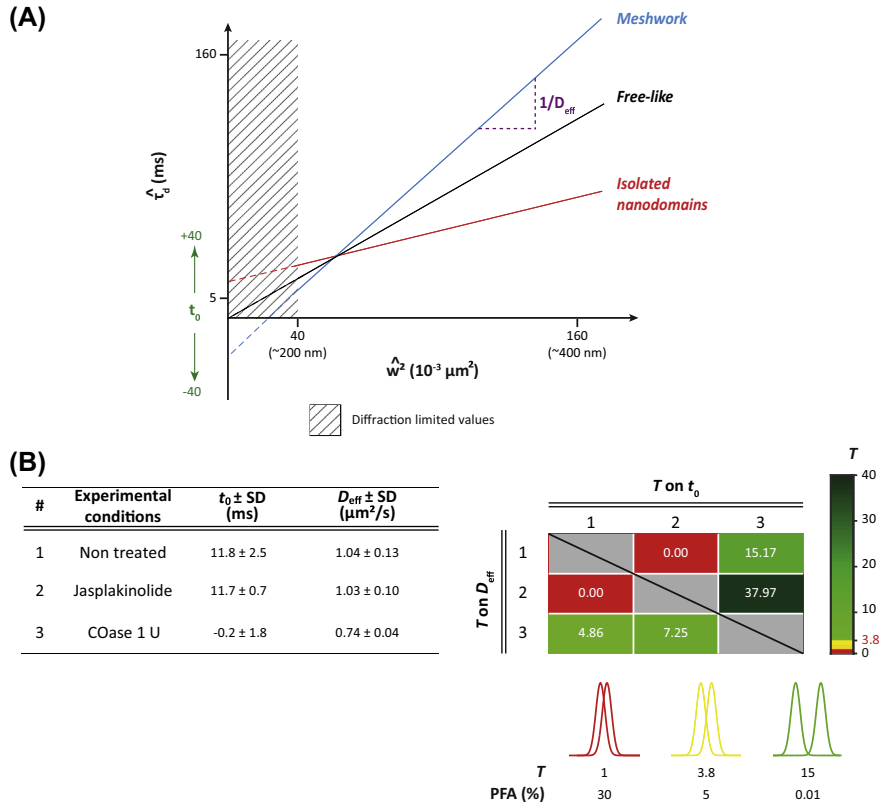 (A)
160
5
τ̂d (ms)
+40
t0
-40
Meshwork
1/Deff
Free-like
Isolated
nanodomains
40
(~200 nm)
160
(~400 nm)
ŵ² (10⁻³ µm²)
Diffraction limited values
(B)
# Experimental conditions t0 ± SD (ms) Deff ± SD (µm²/s)
1 Non treated 11.8 ± 2.5 1.04 ± 0.13
2 Jasplakinolide 11.7 ± 0.7 1.03 ± 0.10
3 COase 1 U -0.2 ± 1.8 0.74 ± 0.04
T on t0
1 2 3
T on Deff
1 0.00 15.17
2 0.00 37.97
3 4.86 7.25
T
40
30
20
10
3.8
0
T 1 3.8 15
PFA (%) 30 5 0.01